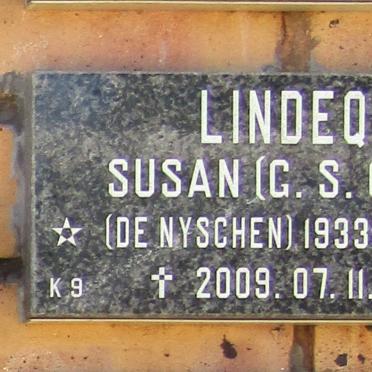 LINDEQ
SUSAN (G. S.
(DE NYSCHEN) 1933
K 9 2009. 07. 11.